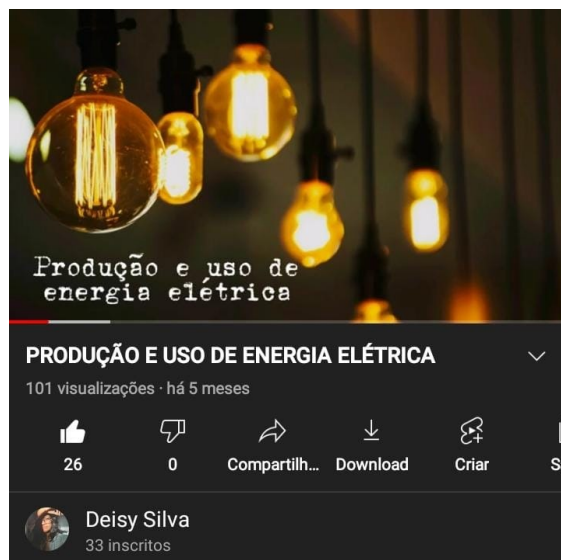 Produção e uso de
energia elétrica
PRODUÇÃO E USO DE ENERGIA ELÉTRICA
101 visualizações · há 5 meses
26
0
Compartilh...
Download
Criar
Deisy Silva
33 inscritos